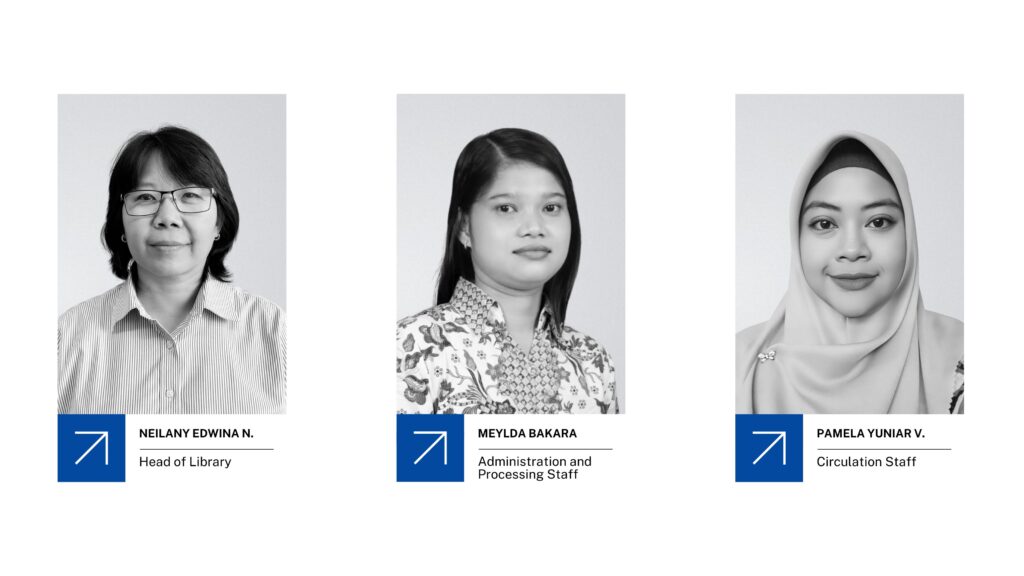 NEILANY EDWINA N.
Head of Library
MEYLDA BAKARA
Administration and
Processing Staff
PAMELA YUNIAR V.
Circulation Staff